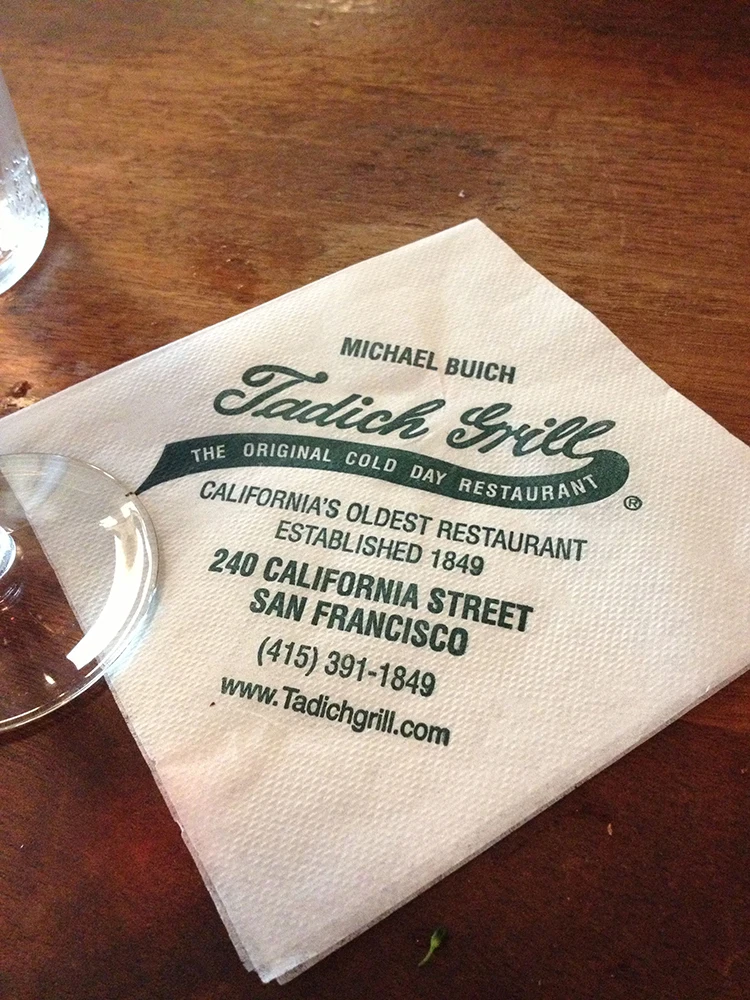 MICHAEL BUICH
Tadich Grill
THE ORIGINAL COLD DAY RESTAURANT
®
CALIFORNIA'S OLDEST RESTAURANT
ESTABLISHED 1849
240 CALIFORNIA STREET
SAN FRANCISCO
(415) 391-1849
www.Tadichgrill.com